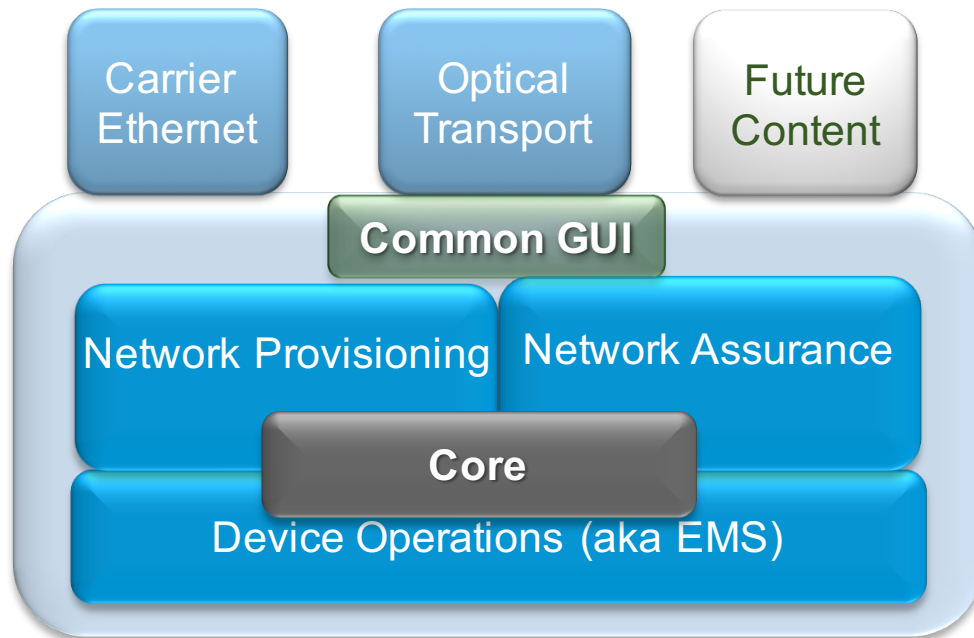 Carrier
Ethernet
Optical
Transport
Future
Content
Common GUI
Network Provisioning
Network Assurance
Core
Device Operations (aka EMS)